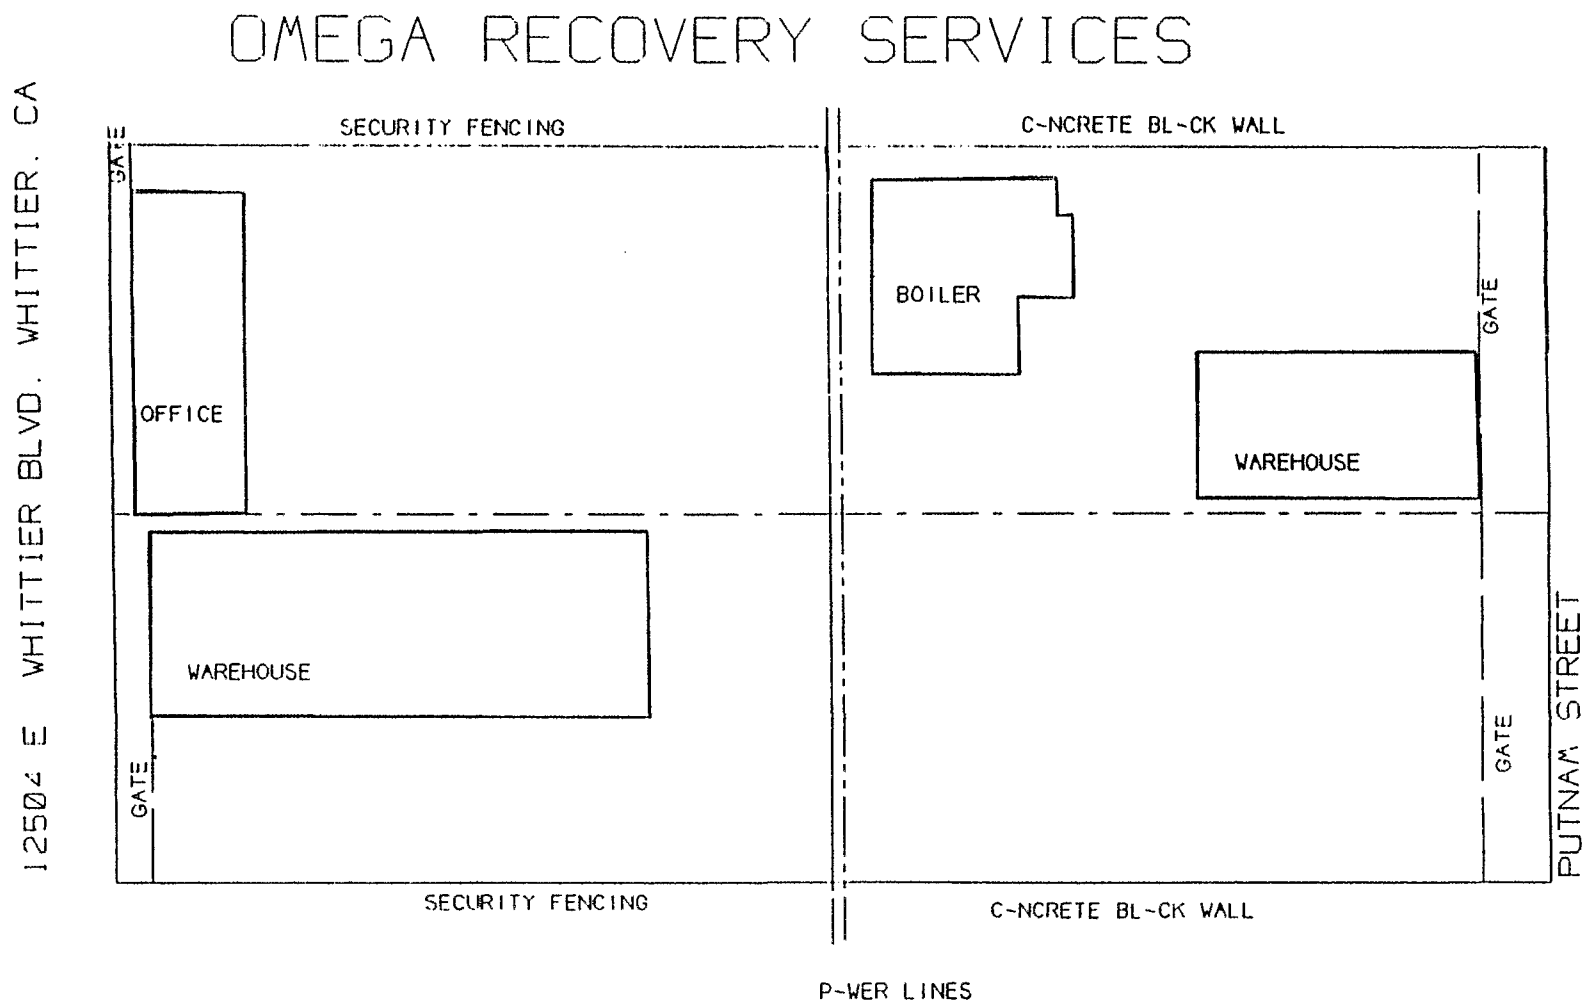 OMEGA RECOVERY SERVICES
12504 E WHITTIER BLVD. WHITTIER. CA
SECURITY FENCING
C-NCRETE BL-CK WALL
GATE
BOILER
GATE
OFFICE
WAREHOUSE
WAREHOUSE
GATE
GATE
PUTNAM STREET
SECURITY FENCING
C-NCRETE BL-CK WALL
P-WER LINES